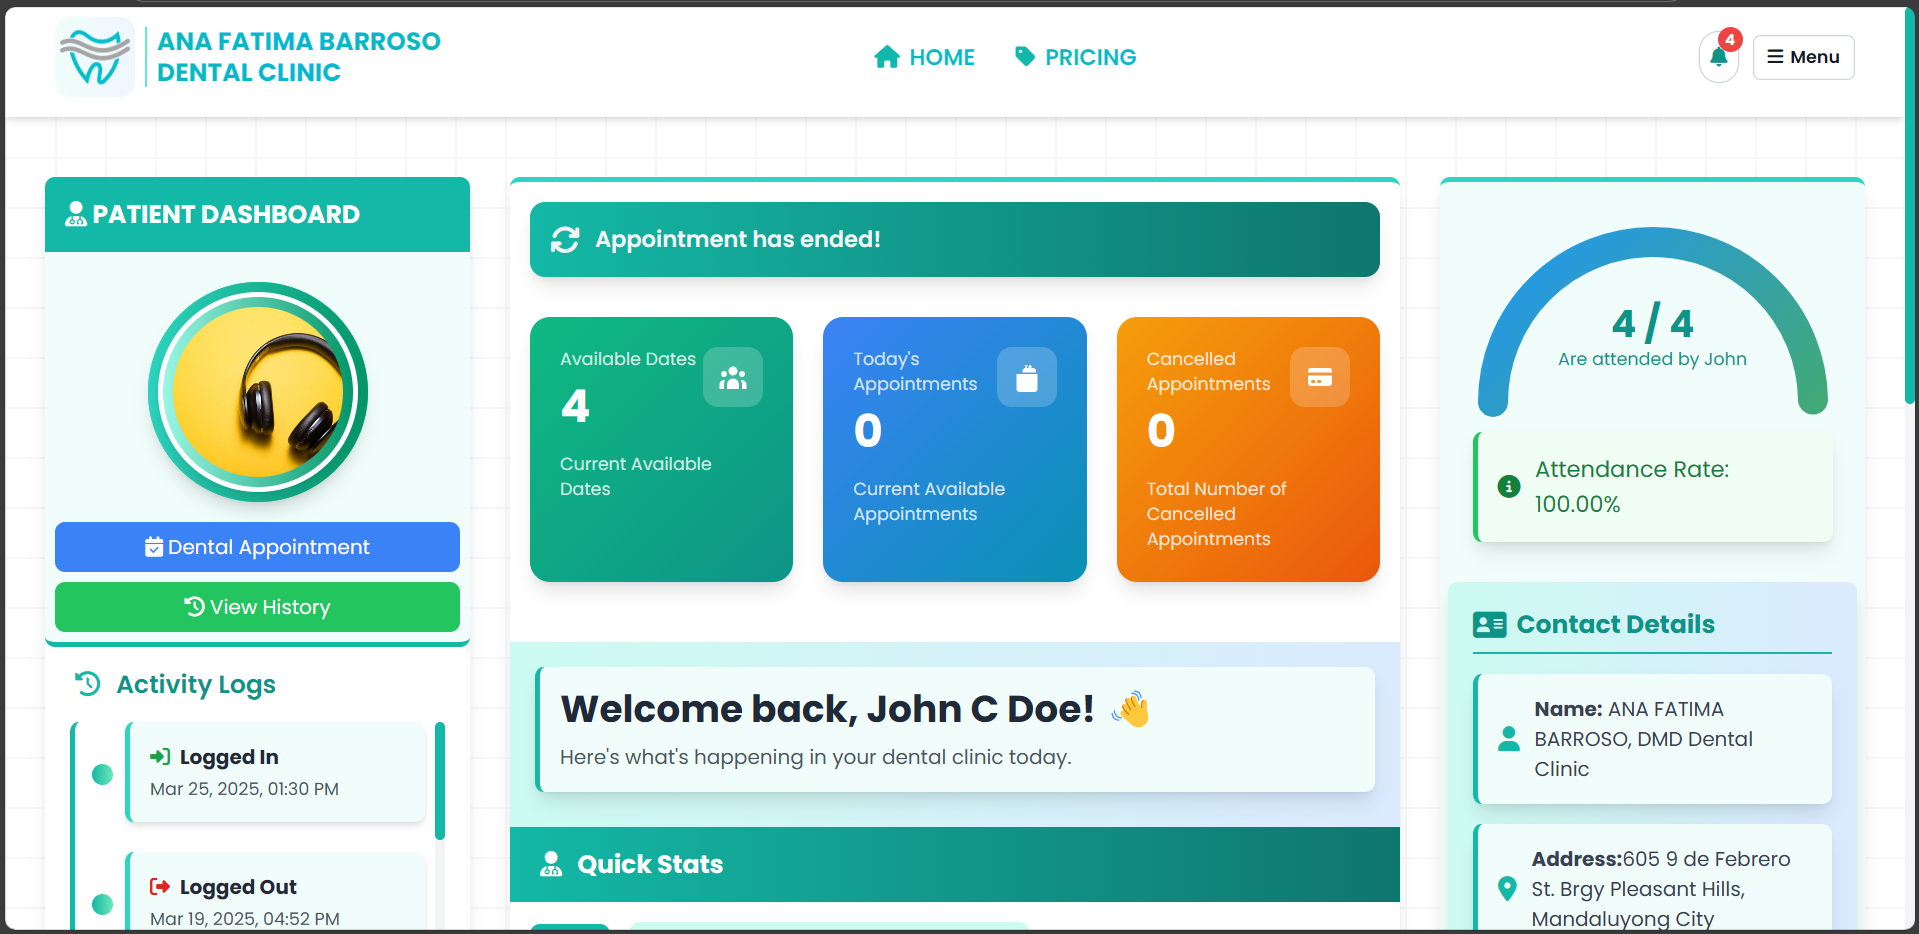 ANA FATIMA BARROSO
DENTAL CLINIC
HOME
PRICING
4
Menu
PATIENT DASHBOARD
Dental Appointment
View History
Activity Logs
Logged In
Mar 25, 2025, 01:30 PM
Logged Out
Mar 19, 2025, 04:52 PM
Appointment has ended!
Available Dates
4
Current Available
Dates
Today's
Appointments
0
Current Available
Appointments
Cancelled
Appointments
0
Total Number of
Cancelled
Appointments
Welcome back, John C Doe! 👋
Here's what's happening in your dental clinic today.
Quick Stats
4 / 4
Are attended by John
Attendance Rate:
100.00%
Contact Details
Name: ANA FATIMA
BARROSO, DMD Dental
Clinic
Address:605 9 de Febrero
St. Brgy Pleasant Hills,
Mandaluyong City